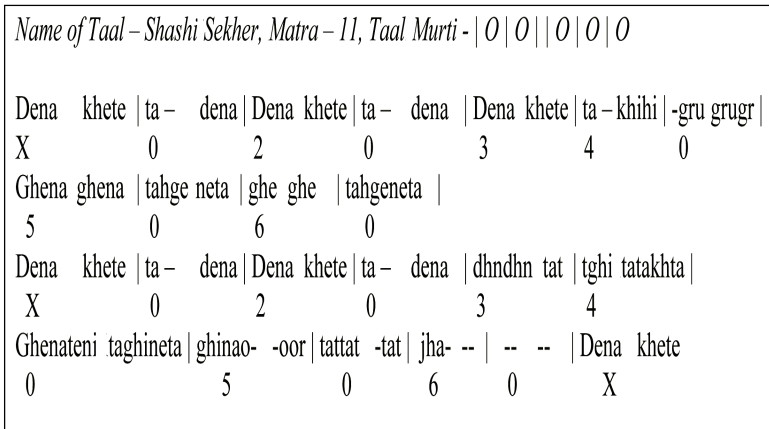 Name of Taal – Shashi Sekher, Matra – 11, Taal Murti - | O | O | | O | O | O
Dena khete | ta – dena | Dena khete | ta – dena | Dena khete | ta – khihi | -gru grugr |
X 0 2 0 3 4 0
Ghena ghena | tahge neta | ghe ghe | tahgeneta |
5 0 6 0
Dena khete | ta – dena | Dena khete | ta – dena | dhndhn tat | tghi tatakhta |
X 0 2 0 3 4
Ghenateni taghineta | ghinao- -oor | tattat -tat | jha- -- | -- -- | Dena khete
0 5 0 6 0 X